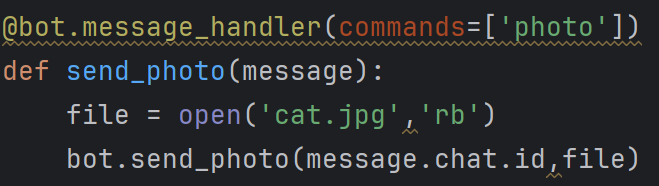 @bot.message_handler(commands=['photo'])
def send_photo(message):
    file = open('cat.jpg','rb')
    bot.send_photo(message.chat.id,file)